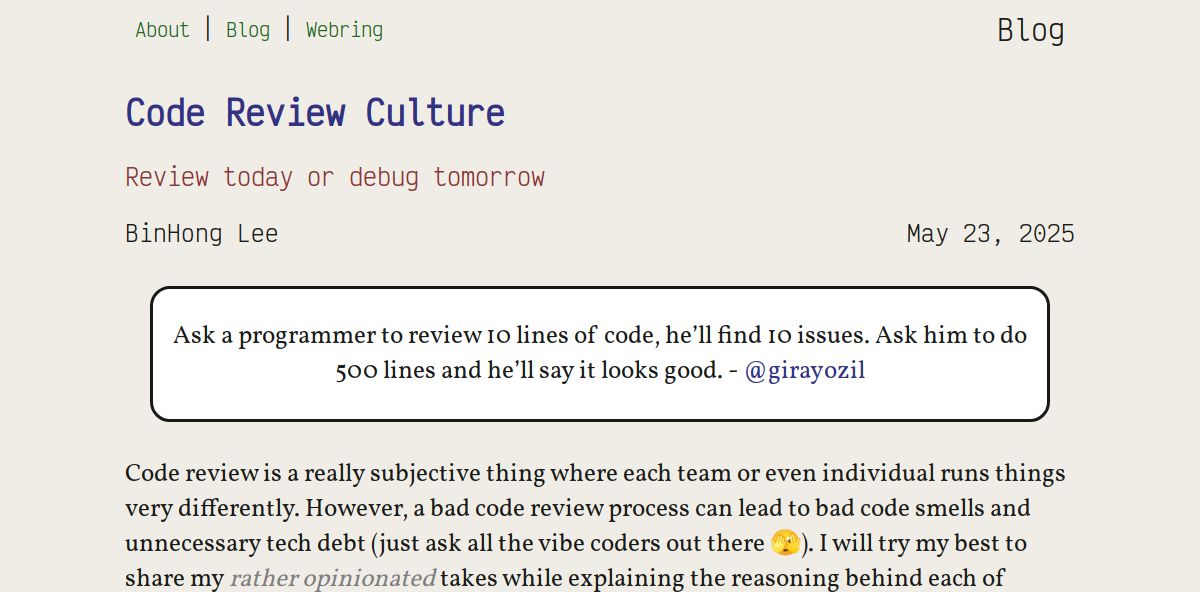 About | Blog | Webring Blog
Code Review Culture
Review today or debug tomorrow
BinHong Lee May 23, 2025
Ask a programmer to review 10 lines of code, he’ll find 10 issues. Ask him to do
500 lines and he’ll say it looks good. - @girayozil
Code review is a really subjective thing where each team or even individual runs things
very differently. However, a bad code review process can lead to bad code smells and
unnecessary tech debt (just ask all the vibe coders out there 🫣). I will try my best to
share my rather opinionated takes while explaining the reasoning behind each of